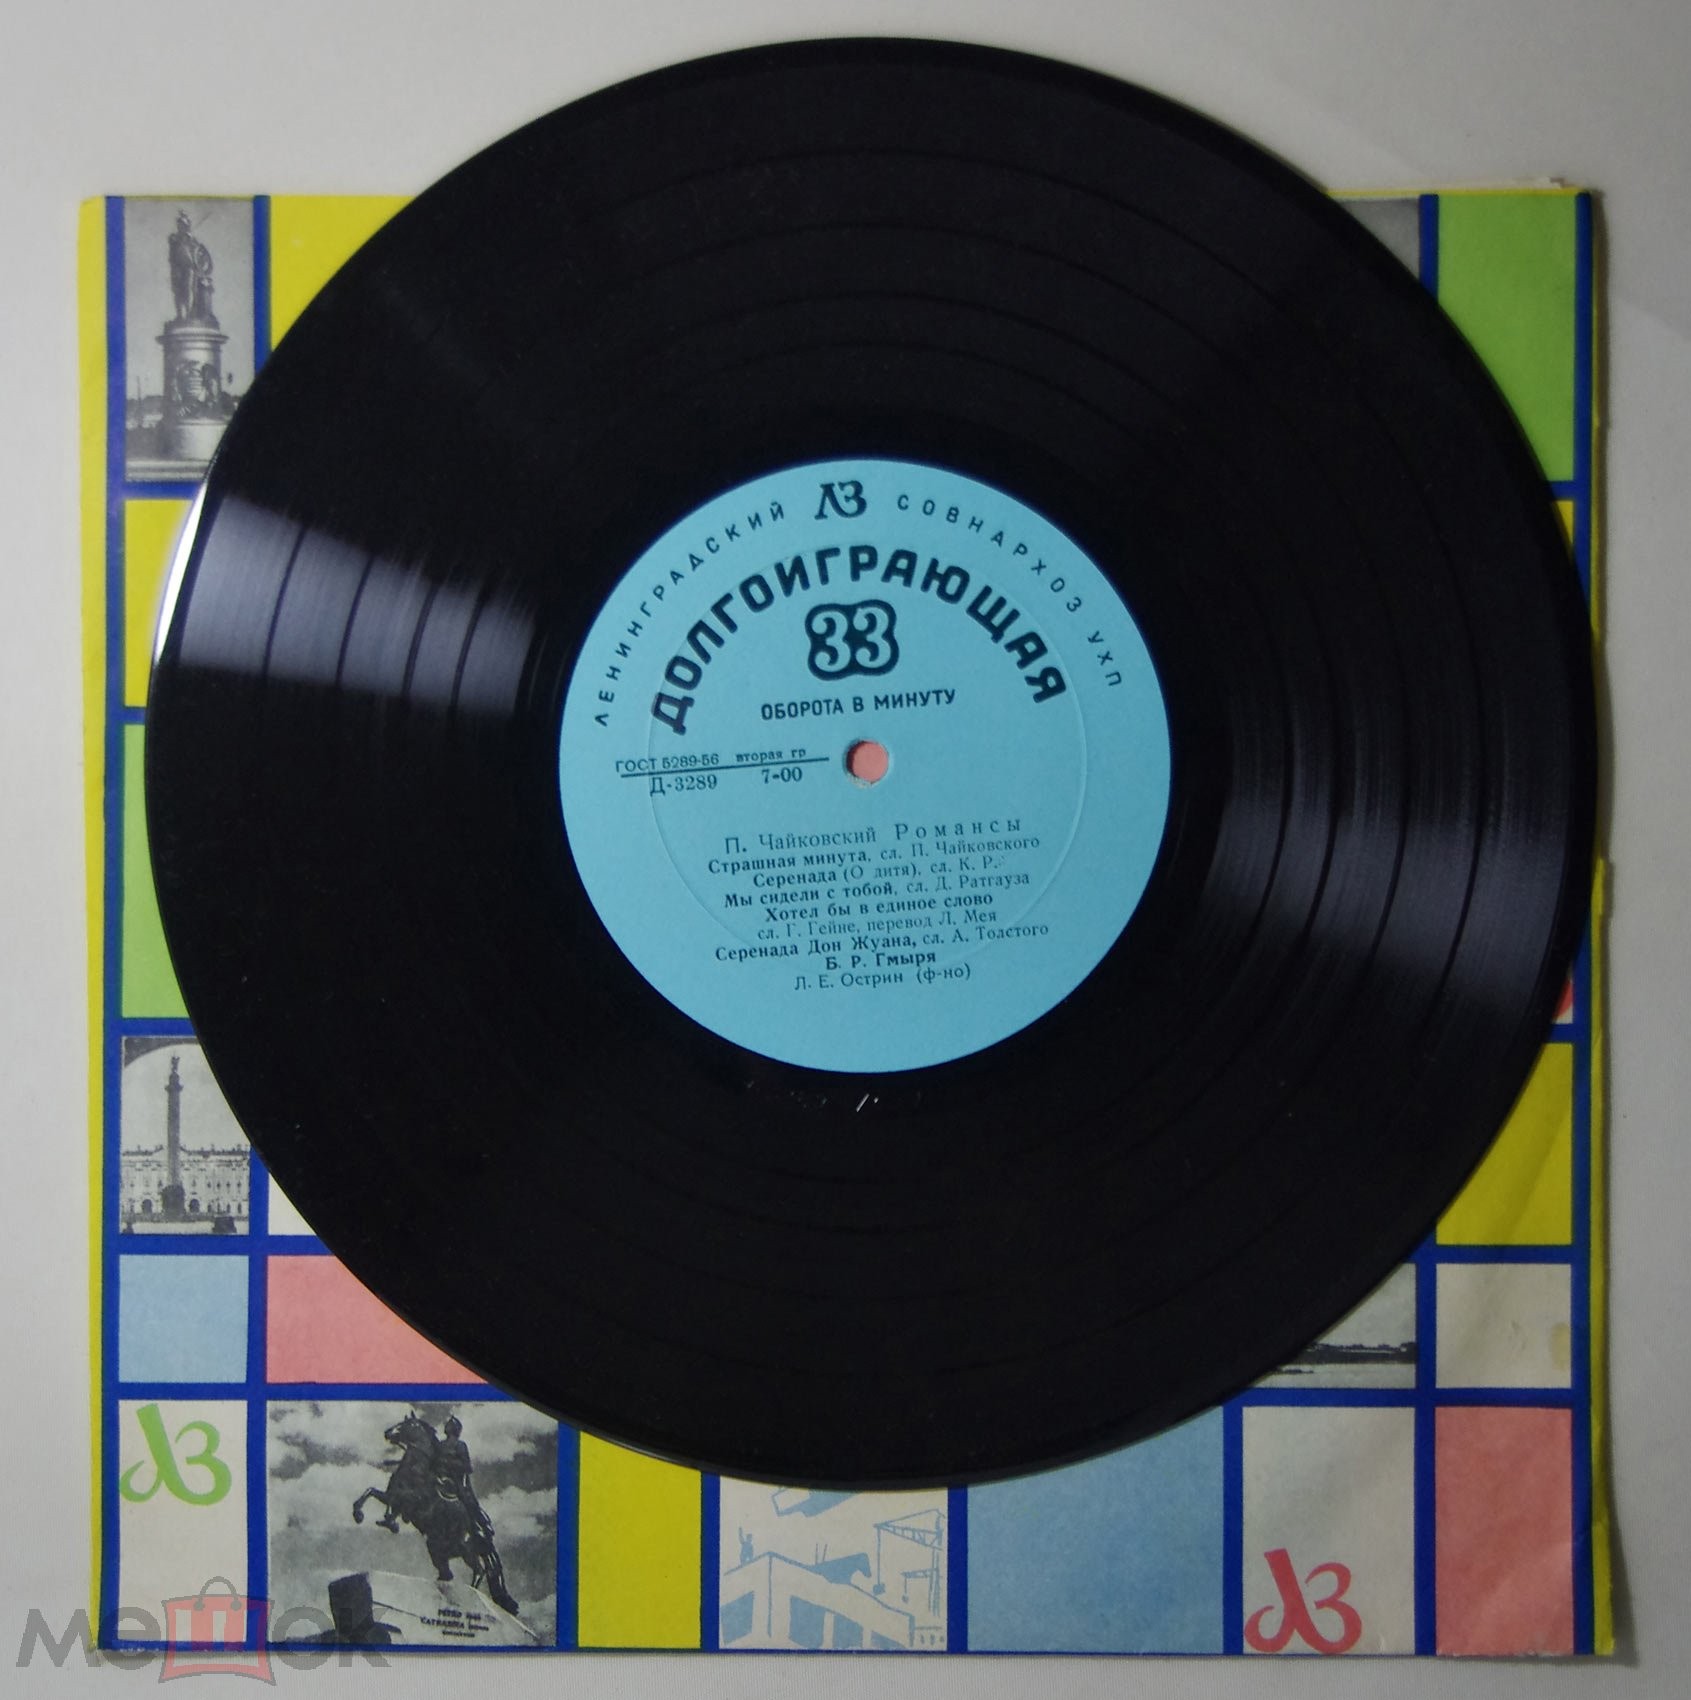 ЛЕНИНГРАДСКИЙ ЛЗ СОВНАРХОЗ УХП
ДОЛГОИГРАЮЩАЯ
33
ОБОРОТА В МИНУТУ
ГОСТ 5289-56 вторая гр
Д-3289 7-00
П. Чайковский Романсы
Страшная минута, сл. П. Чайковского
Серенада (О дитя), сл. К. Р.
Мы сидели с тобой, сл. Д. Ратгауза
Хотел бы в единое слово
сл. Г. Гейне, перевод Л. Мея
Серенада Дон Жуана, сл. А. Толстого
Б. Р. Гмыря
Л. Е. Острин (ф-но)
ЛЗ
PETRO
CATHARINA
ЛЗ
мешок